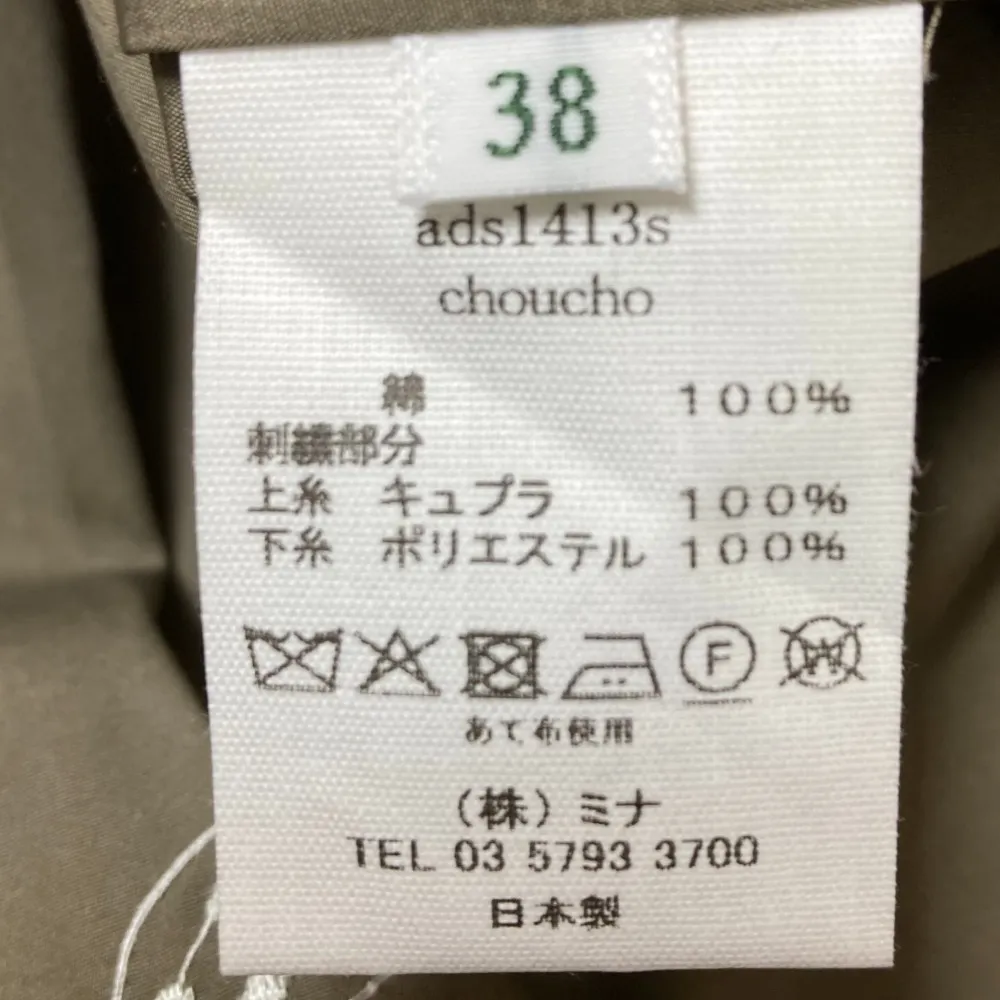 38
ads1413s
choucho
綿 100%
刺繍部分
上糸 キュプラ 100%
下糸 ポリエステル 100%
F W
あて布使用
（株）ミナ
TEL 03 5793 3700
日本製